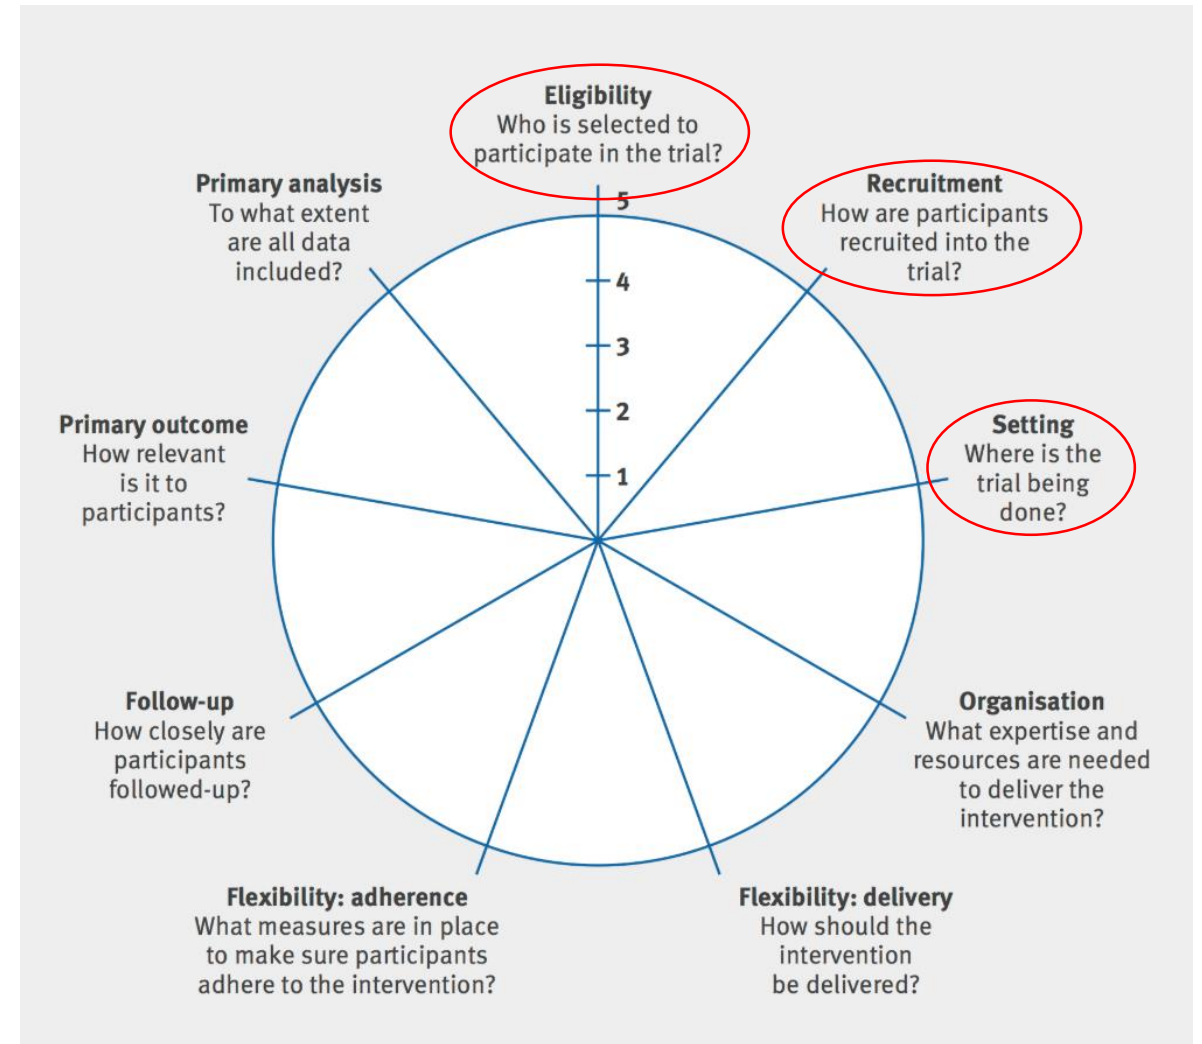 Eligibility
Who is selected to
participate in the trial?
Recruitment
How are participants
recruited into the
trial?
Setting
Where is the
trial being
done?
Organisation
What expertise and
resources are needed
to deliver the
intervention?
Flexibility: delivery
How should the
intervention
be delivered?
Flexibility: adherence
What measures are in place
to make sure participants
adhere to the intervention?
Follow-up
How closely are
participants
followed-up?
Primary outcome
How relevant
is it to
participants?
Primary analysis
To what extent
are all data
included?
5
4
3
2
1